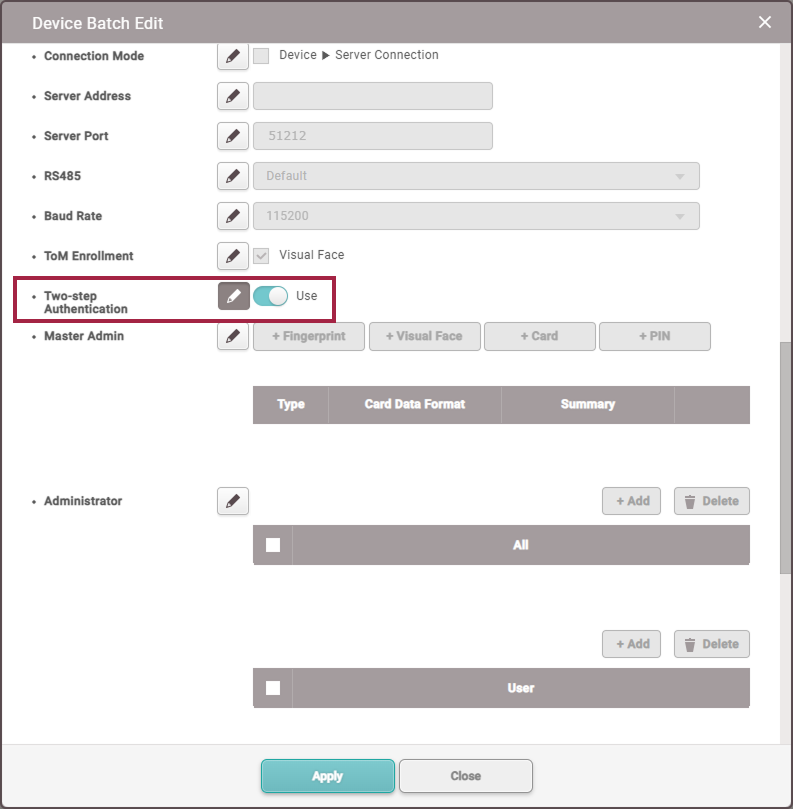 Device Batch Edit
Connection Mode Device ▶ Server Connection
Server Address
Server Port 51212
RS485 Default
Baud Rate 115200
ToM Enrollment Visual Face
Two-step Use
Authentication
Master Admin + Fingerprint + Visual Face + Card + PIN
Type Card Data Format Summary
Administrator + Add Delete
All
+ Add Delete
User
Apply Close